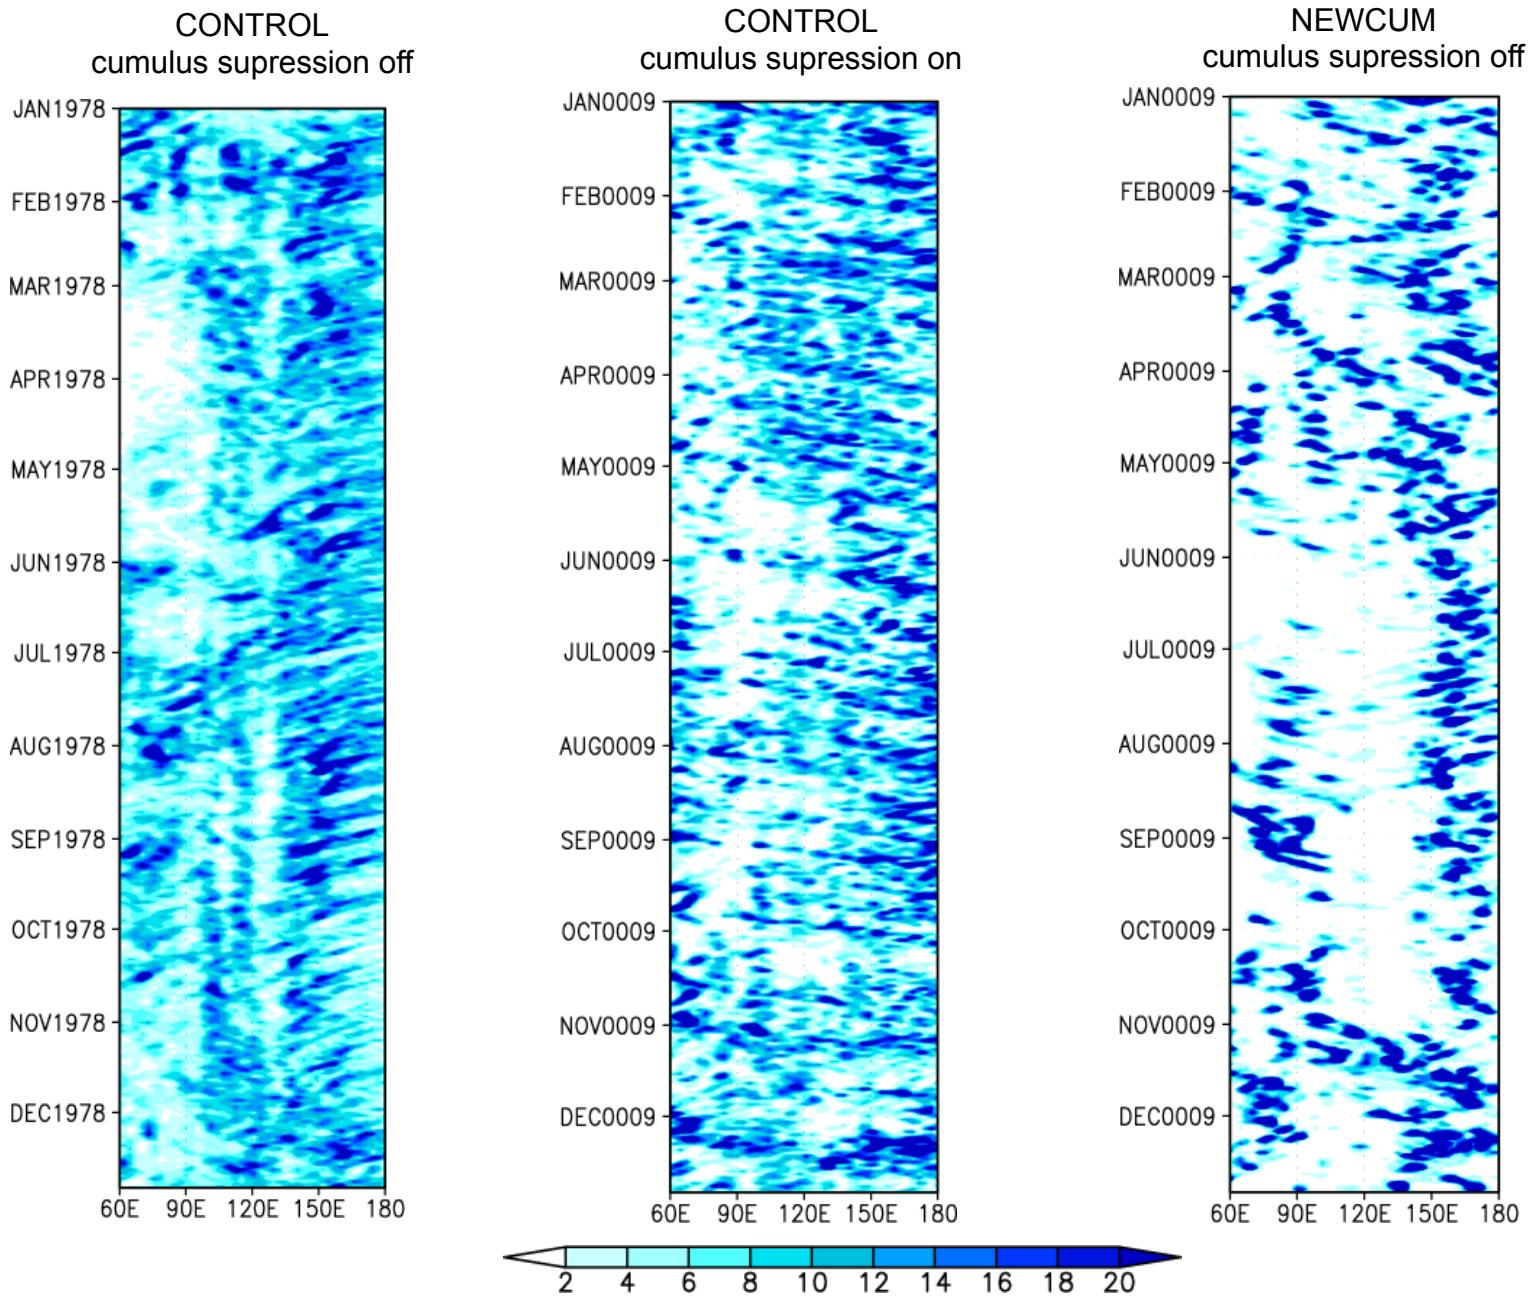 CONTROL
cumulus supression off
CONTROL
cumulus supression on
NEWCUM
cumulus supression off
JAN1978
FEB1978
MAR1978
APR1978
MAY1978
JUN1978
JUL1978
AUG1978
SEP1978
OCT1978
NOV1978
DEC1978
60E 90E 120E 150E 180
JAN0009
FEB0009
MAR0009
APR0009
MAY0009
JUN0009
JUL0009
AUG0009
SEP0009
OCT0009
NOV0009
DEC0009
60E 90E 120E 150E 180
JAN0009
FEB0009
MAR0009
APR0009
MAY0009
JUN0009
JUL0009
AUG0009
SEP0009
OCT0009
NOV0009
DEC0009
60E 90E 120E 150E 180
2 4 6 8 10 12 14 16 18 20